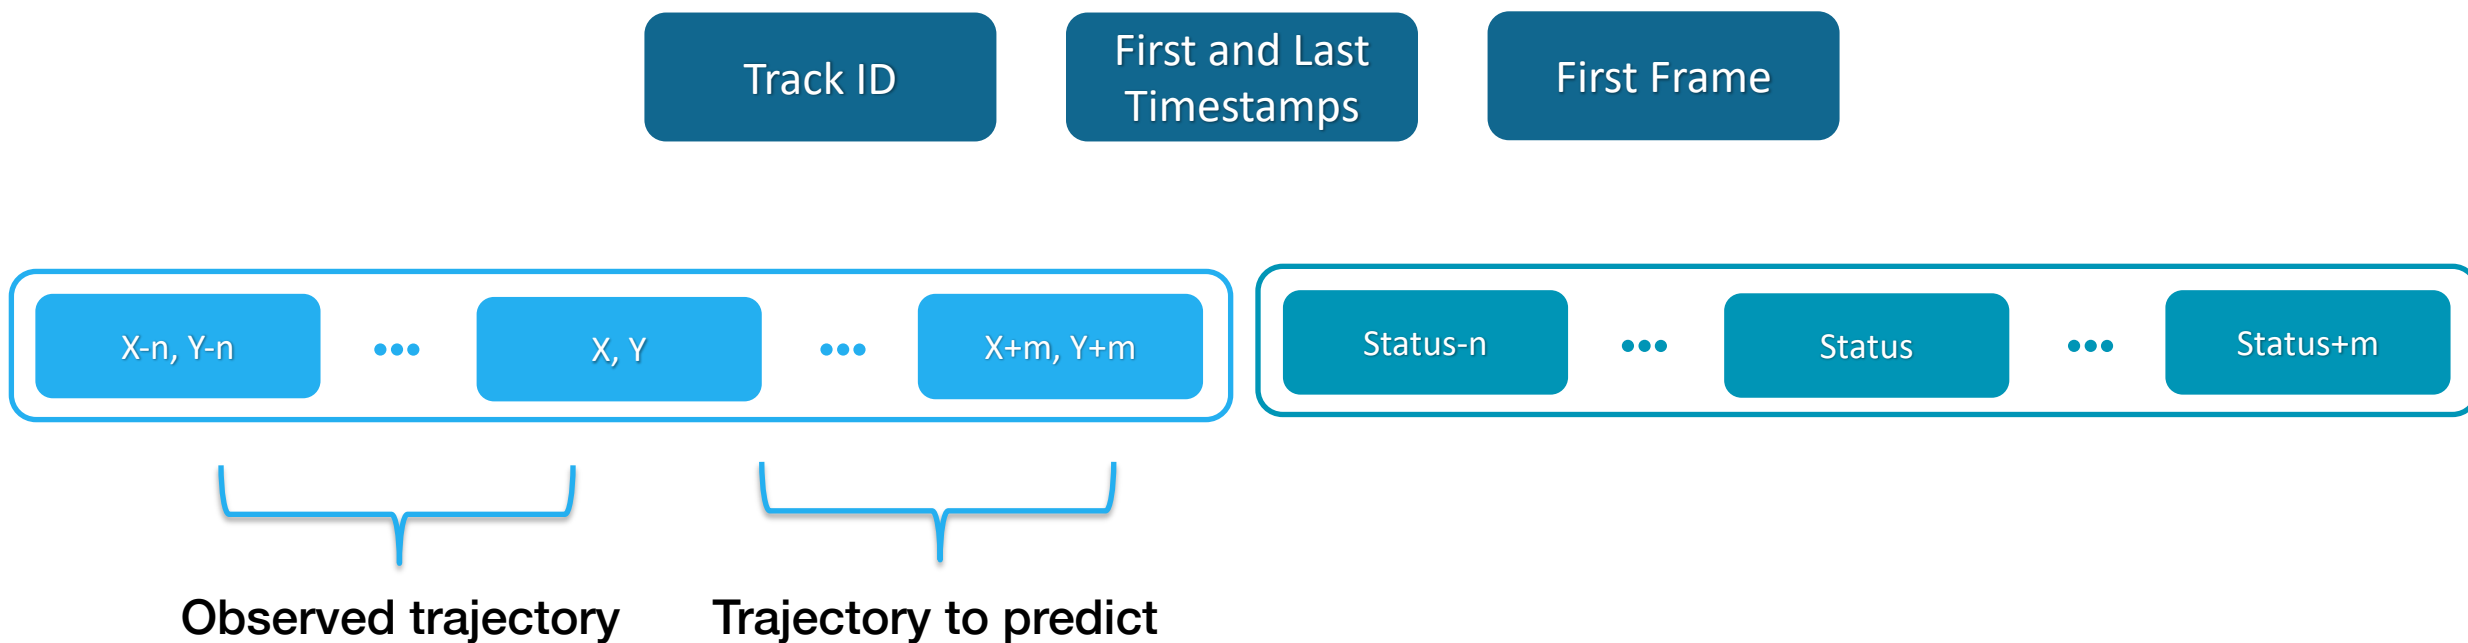 Track ID
First and Last
Timestamps
First Frame
X-n, Y-n
X, Y
X+m, Y+m
Status-n
Status
Status+m
Observed trajectory
Trajectory to predict